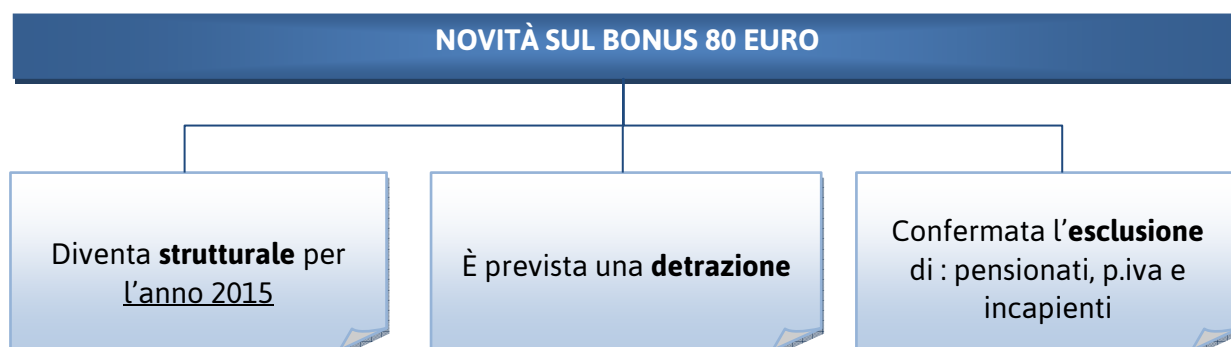 NOVITÀ SUL BONUS 80 EURO
Diventa strutturale per
l'anno 2015
È prevista una detrazione
Confermata l'esclusione
di : pensionati, p.iva e
incapienti